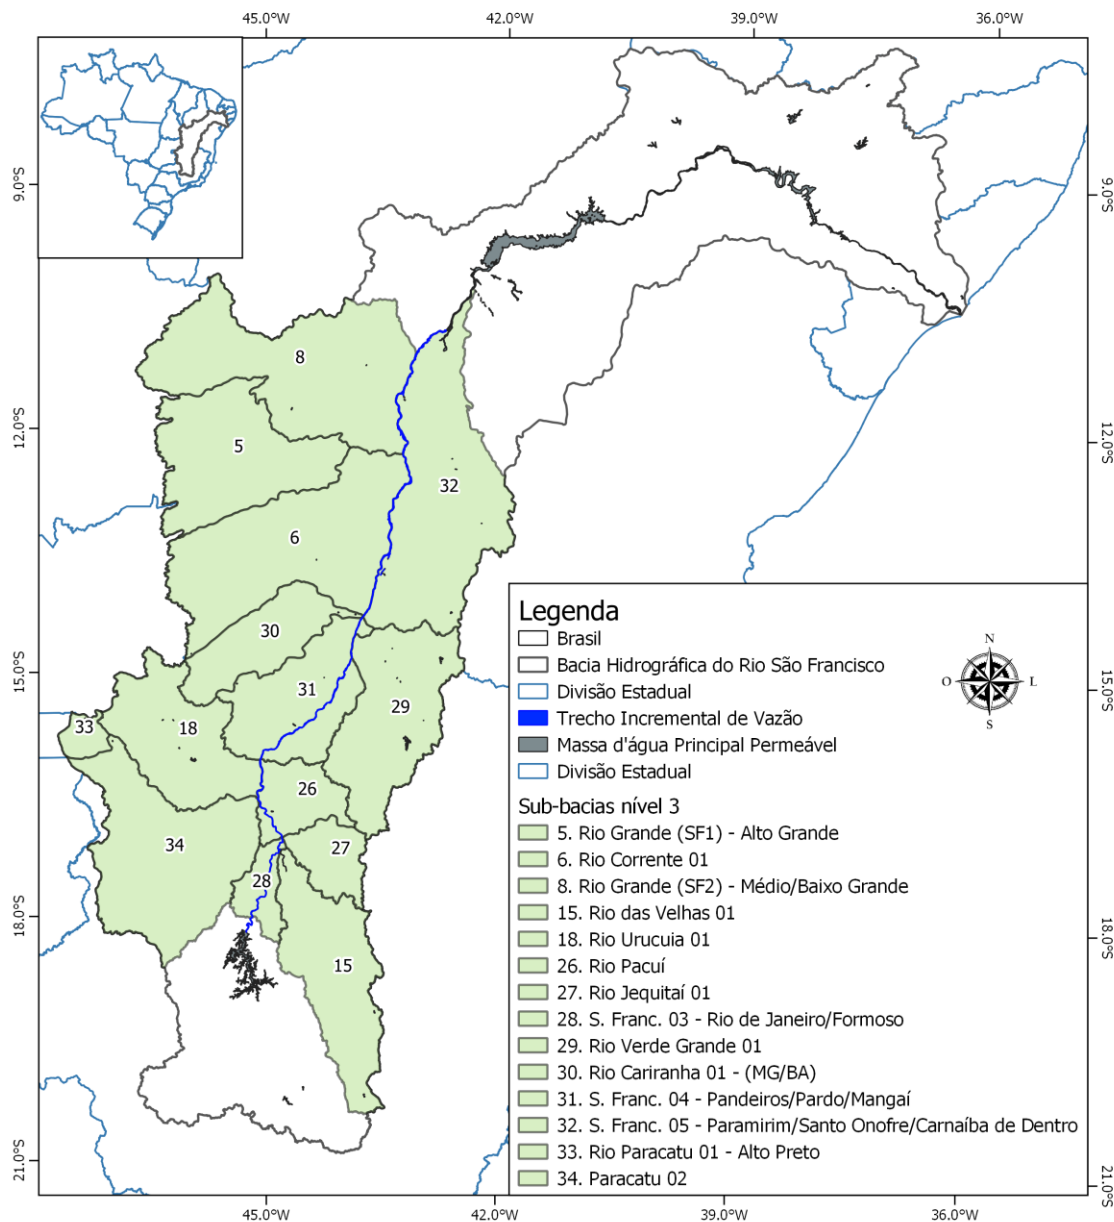 45.0°W 42.0°W 39.0°W 36.0°W
9.0°S
9.0°S
8
12.0°S
12.0°S
5
32
6
30
15.0°S
15.0°S
31
29
33
18
26
34
27
28
18.0°S
18.0°S
15
21.0°S
21.0°S
45.0°W 42.0°W 39.0°W 36.0°W
Legenda
Brasil
Bacia Hidrográfica do Rio São Francisco
Divisão Estadual
Trecho Incremental de Vazão
Massa d'água Principal Permeável
Divisão Estadual
N
O L
S
Sub-bacias nível 3
5. Rio Grande (SF1) - Alto Grande
6. Rio Corrente 01
8. Rio Grande (SF2) - Médio/Baixo Grande
15. Rio das Velhas 01
18. Rio Urucuia 01
26. Rio Pacuí
27. Rio Jequitaí 01
28. S. Franc. 03 - Rio de Janeiro/Formoso
29. Rio Verde Grande 01
30. Rio Cariranha 01 - (MG/BA)
31. S. Franc. 04 - Pandeiros/Pardo/Mangaí
32. S. Franc. 05 - Paramirim/Santo Onofre/Carnaíba de Dentro
33. Rio Paracatu 01 - Alto Preto
34. Paracatu 02